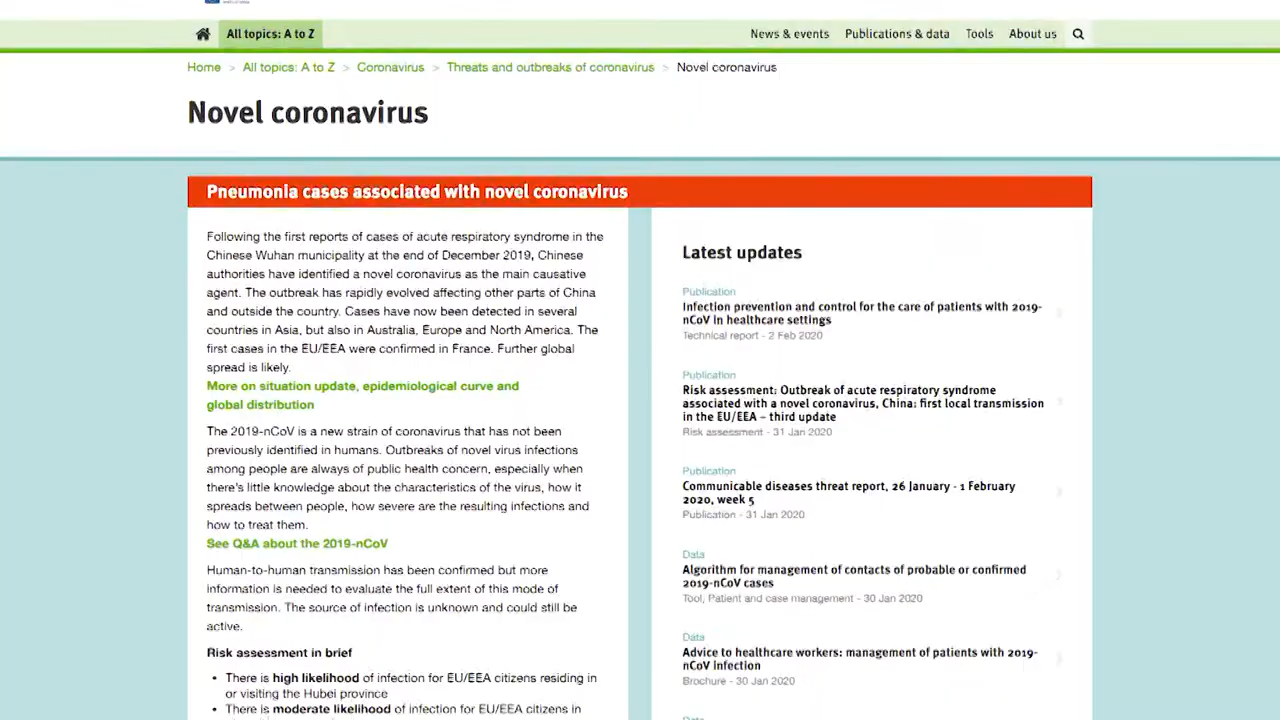 All topics: A to Z
News & events
Publications & data
Tools
About us
Home > All topics: A to Z > Coronavirus > Threats and outbreaks of coronavirus > Novel coronavirus
Novel coronavirus
Pneumonia cases associated with novel coronavirus
Following the first reports of cases of acute respiratory syndrome in the
Chinese Wuhan municipality at the end of December 2019, Chinese
authorities have identified a novel coronavirus as the main causative
agent. The outbreak has rapidly evolved affecting other parts of China
and outside the country. Cases have now been detected in several
countries in Asia, but also in Australia, Europe and North America. The
first cases in the EU/EEA were confirmed in France. Further global
spread is likely.
More on situation update, epidemiological curve and
global distribution
The 2019-nCoV is a new strain of coronavirus that has not been
previously identified in humans. Outbreaks of novel virus infections
among people are always of public health concern, especially when
there's little knowledge about the characteristics of the virus, how it
spreads between people, how severe are the resulting infections and
how to treat them.
See Q&A about the 2019-nCoV
Human-to-human transmission has been confirmed but more
information is needed to evaluate the full extent of this mode of
transmission. The source of infection is unknown and could still be
active.
Risk assessment in brief
• There is high likelihood of infection for EU/EEA citizens residing in
or visiting the Hubei province
• There is moderate likelihood of infection for EU/EEA citizens in
Latest updates
Publication
Infection prevention and control for the care of patients with 2019-
nCoV in healthcare settings
Technical report - 2 Feb 2020
Publication
Risk assessment: Outbreak of acute respiratory syndrome
associated with a novel coronavirus, China: first local transmission
in the EU/EEA – third update
Risk assessment - 31 Jan 2020
Publication
Communicable diseases threat report, 26 January - 1 February
2020, week 5
Publication - 31 Jan 2020
Data
Algorithm for management of contacts of probable or confirmed
2019-nCoV cases
Tool, Patient and case management - 30 Jan 2020
Data
Advice to healthcare workers: management of patients with 2019-
nCoV infection
Brochure - 30 Jan 2020